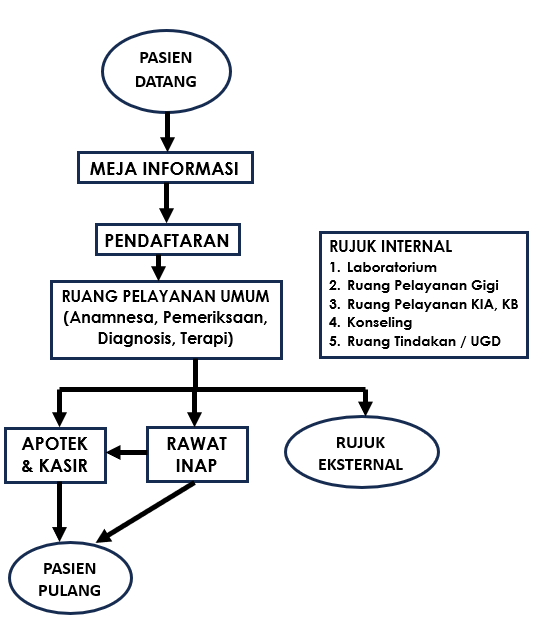 PASIEN
DATANG
MEJA INFORMASI
PENDAFTARAN
RUANG PELAYANAN UMUM
(Anamnesa, Pemeriksaan,
Diagnosis, Terapi)
RUJUK INTERNAL
1. Laboratorium
2. Ruang Pelayanan Gigi
3. Ruang Pelayanan KIA, KB
4. Konseling
5. Ruang Tindakan / UGD
APOTEK
& KASIR
RAWAT
INAP
RUJUK
EKSTERNAL
PASIEN
PULANG